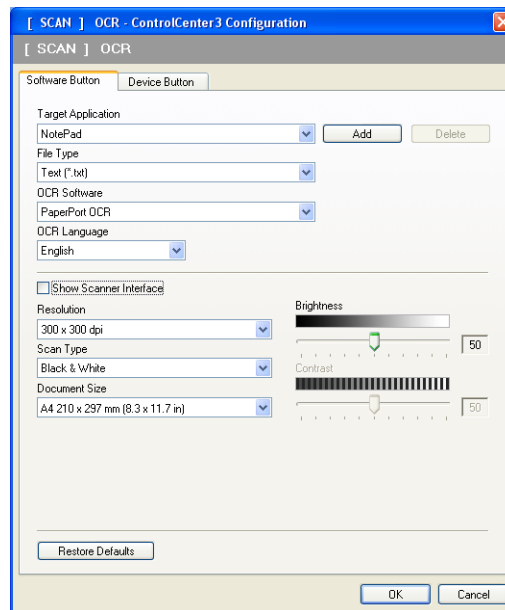 [ SCAN ] OCR - ControlCenter3 Configuration
[ SCAN ] OCR
Software Button Device Button
Target Application
NotePad Add Delete
File Type
Text (*.txt)
OCR Software
PaperPort OCR
OCR Language
English
Show Scanner Interface
Resolution Brightness
300 x 300 dpi 50
Scan Type Contrast
Black & White
Document Size
A4 210 x 297 mm (8.3 x 11.7 in) 50
Restore Defaults
OK Cancel